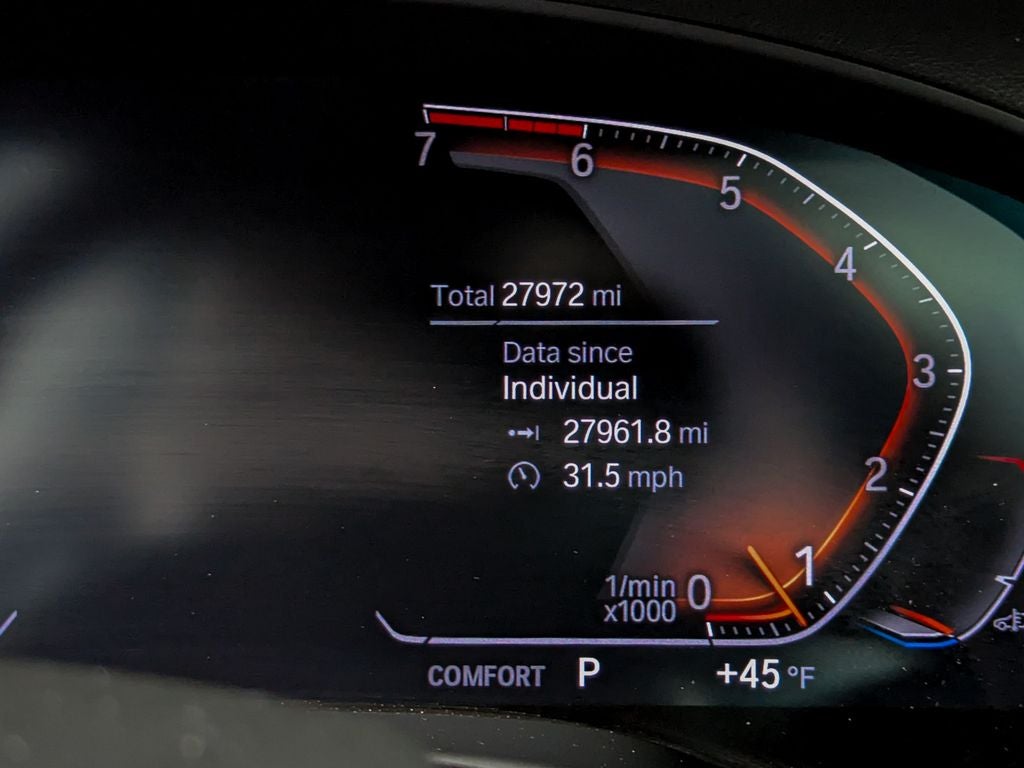 7
6
5
4
Total 27972 mi
Data since
3
Individual
27961.8 mi
2
31.5 mph
1
1/min
x1000
0
COMFORT P +45 °F